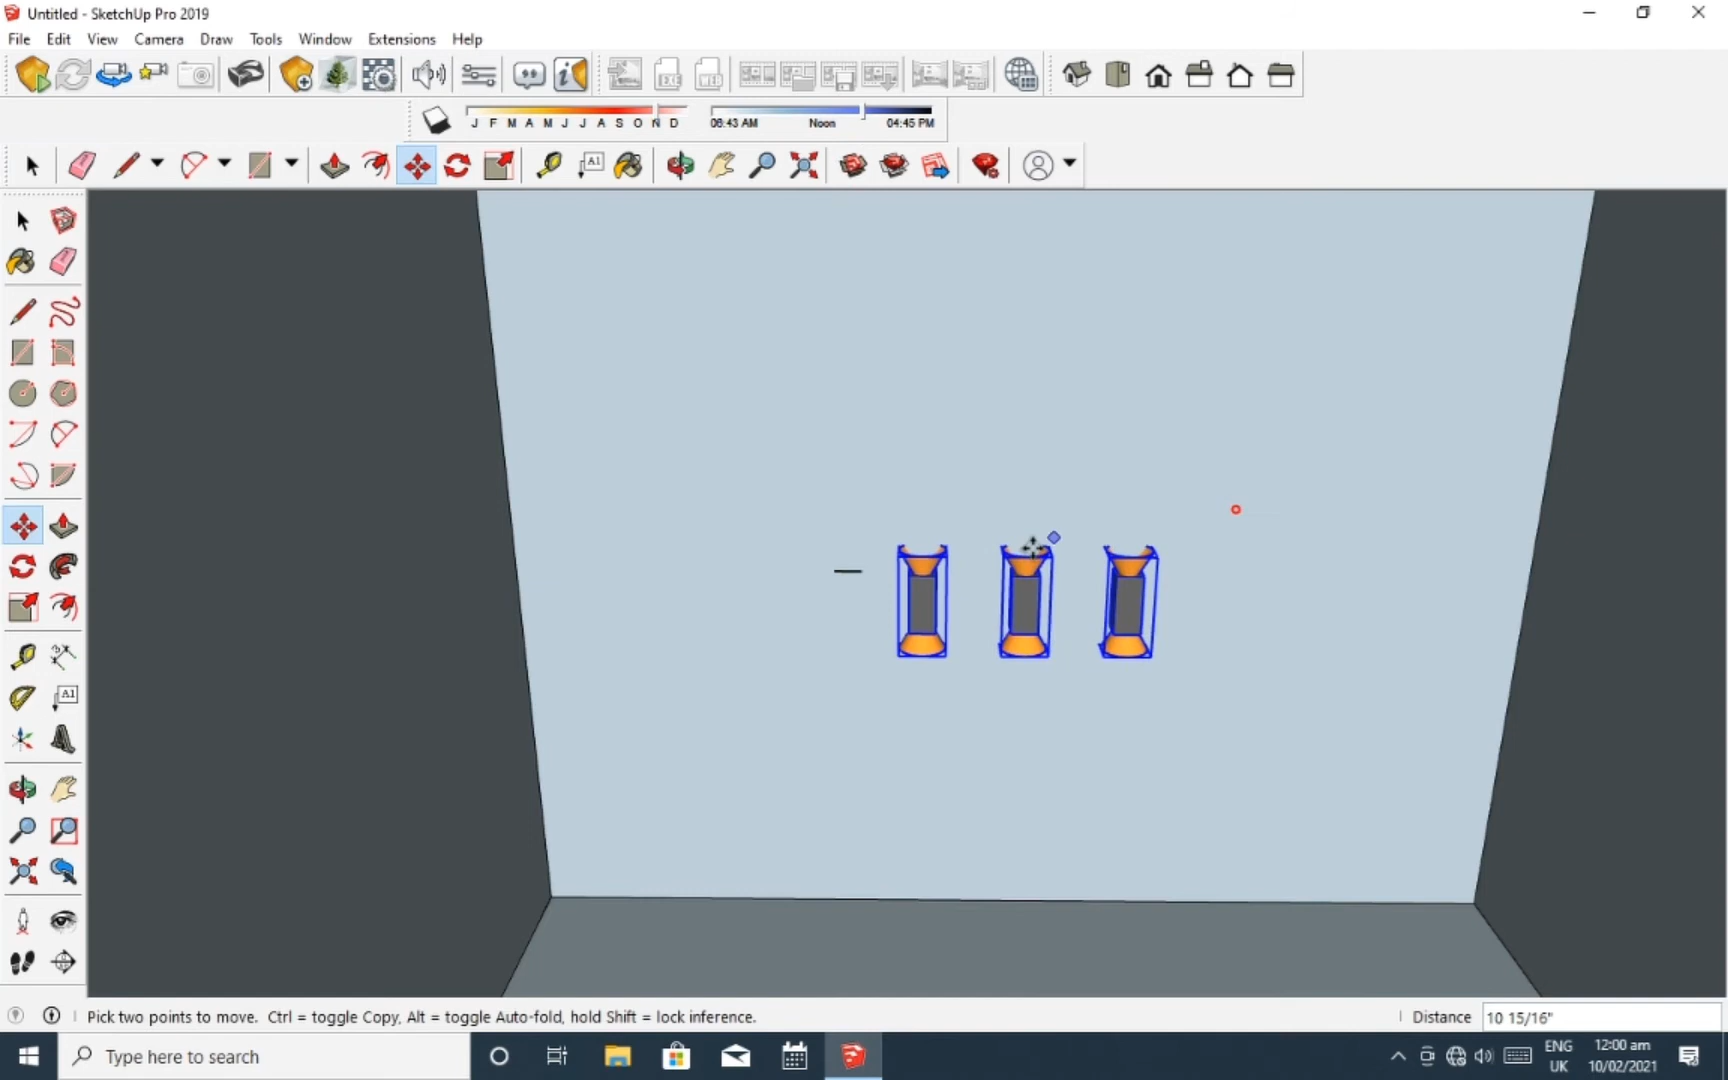 Untitled - SketchUp Pro 2019
File Edit View Camera Draw Tools Window Extensions Help
J F M A M J J A S O N D
06:43 AM Noon 04:45 PM
A1
A1
Pick two points to move. Ctrl = toggle Copy, Alt = toggle Auto-fold, hold Shift = lock inference.
Distance 10 15/16"
Type here to search
ENG
UK
12:00 am
10/02/2021